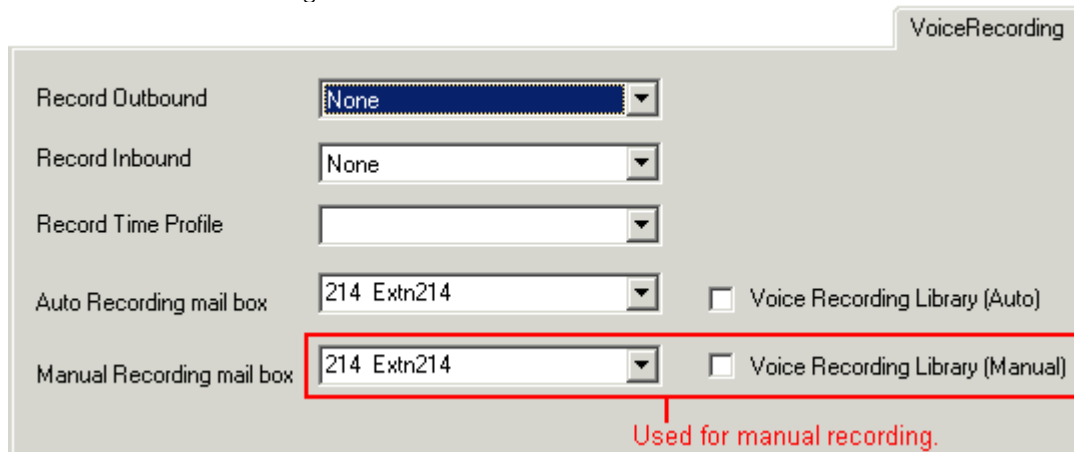 VoiceRecording
Record Outbound None
Record Inbound None
Record Time Profile
Auto Recording mail box 214 Extn214 Voice Recording Library (Auto)
Manual Recording mail box 214 Extn214 Voice Recording Library (Manual)
Used for manual recording.